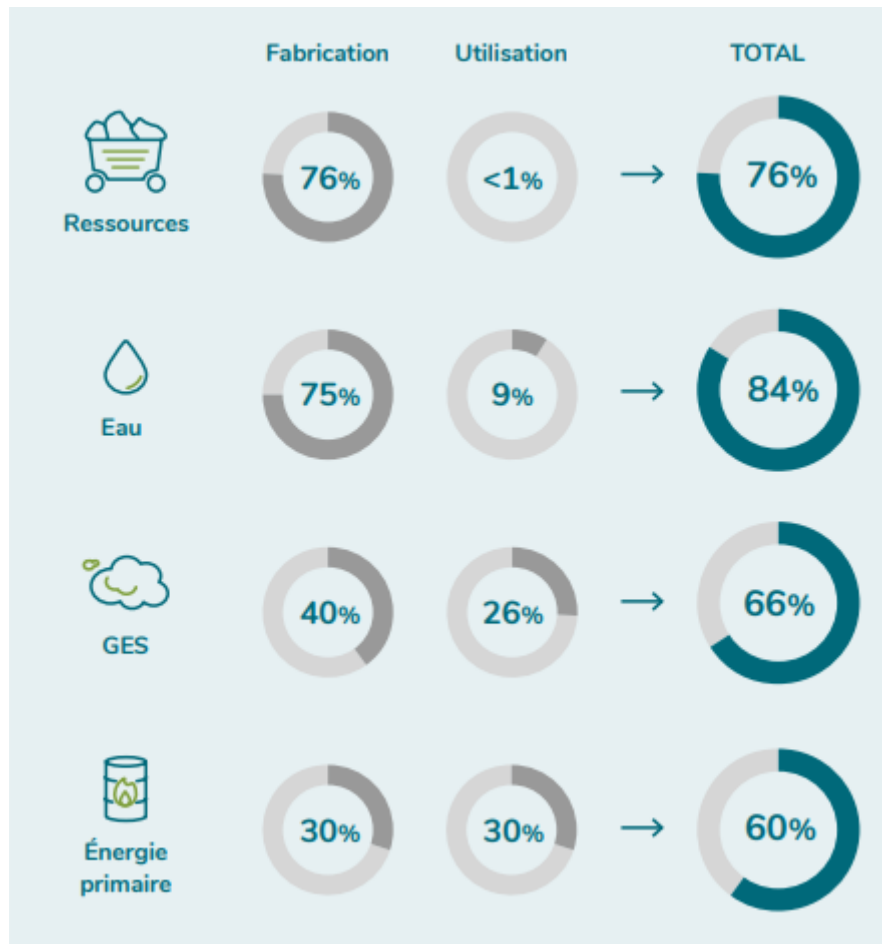 Fabrication Utilisation TOTAL
76% <1% → 76%
Ressources
75% 9% → 84%
Eau
40% 26% → 66%
GES
30% 30% → 60%
Énergie
primaire